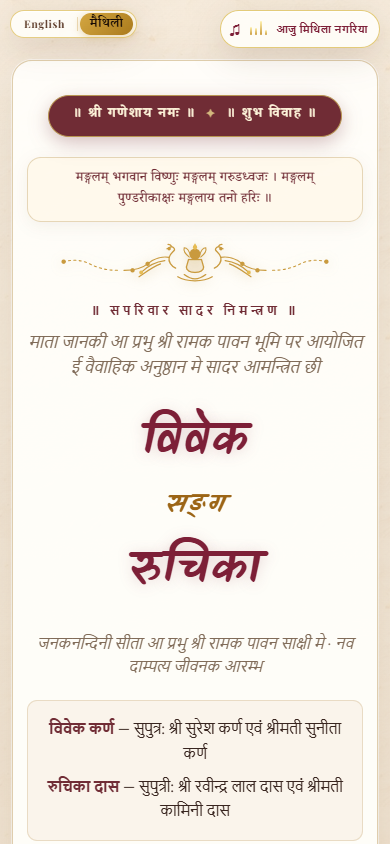 English
मैथिली
आजु मिथिला नगरिया
॥ श्री गणेशाय नमः ॥ ✦ ॥ शुभ विवाह ॥
मङ्गलम् भगवान विष्णुः मङ्गलम् गरुडध्वजः । मङ्गलम्
पुण्डरीकाक्षः मङ्गलाय तनो हरिः ॥
॥ सपरिवार सादर निमन्त्रण ॥
माता जानकी आ प्रभु श्री रामक पावन भूमि पर आयोजित
ई वैवाहिक अनुष्ठान मे सादर आमन्त्रित छी
विवेक
सङ्ग
रुचिका
जनकनन्दिनी सीता आ प्रभु श्री रामक पावन साक्षी मे · नव
दाम्पत्य जीवनक आरम्भ
विवेक कर्ण — सुपुत्र: श्री सुरेश कर्ण एवं श्रीमती सुनीता
कर्ण
रुचिका दास — सुपुत्री: श्री रवीन्द्र लाल दास एवं श्रीमती
कामिनी दास